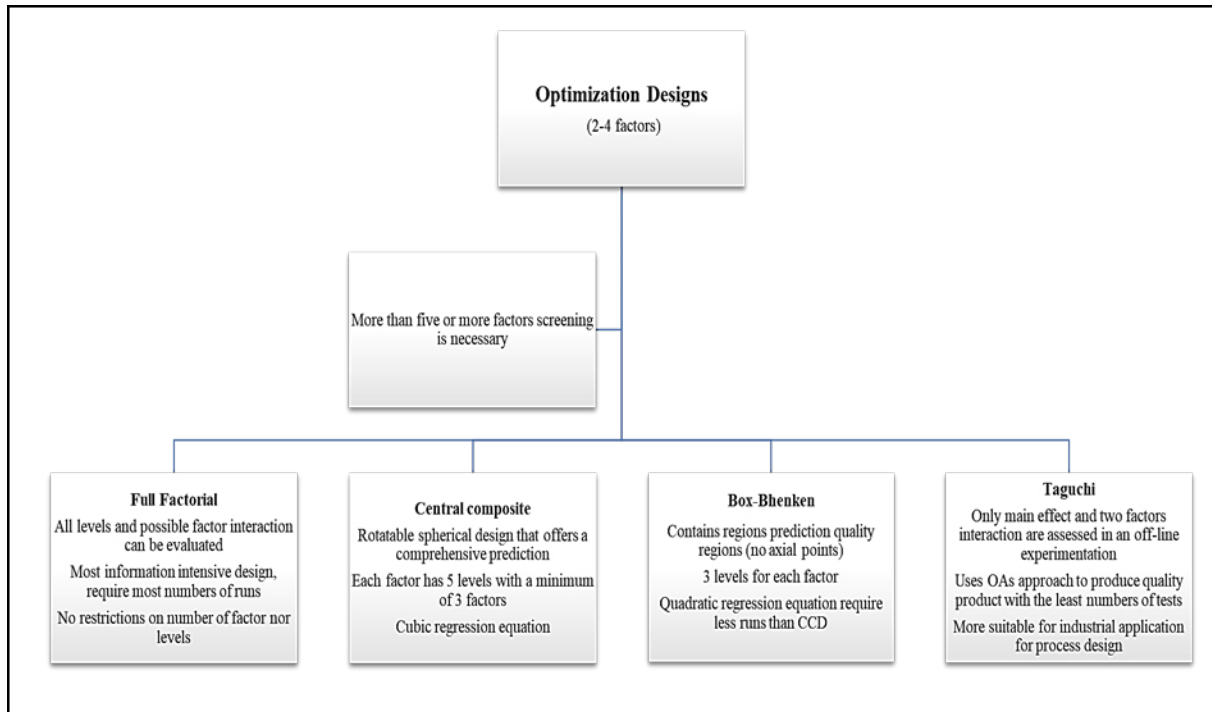 Optimization Designs
(2-4 factors)
More than five or more factors screening
is necessary
Full Factorial
All levels and possible factor interaction
can be evaluated
Most information intensive design,
require most numbers of runs
No restrictions on number of factor nor
levels
Central composite
Rotatable spherical design that offers a
comprehensive prediction
Each factor has 5 levels with a minimum
of 3 factors
Cubic regression equation
Box-Bhenken
Contains regions prediction quality
regions (no axial points)
3 levels for each factor
Quadratic regression equation require
less runs than CCD
Taguchi
Only main effect and two factors
interaction are assessed in an off-line
experimentation
Uses OAs approach to produce quality
product with the least numbers of tests
More suitable for industrial application
for process design